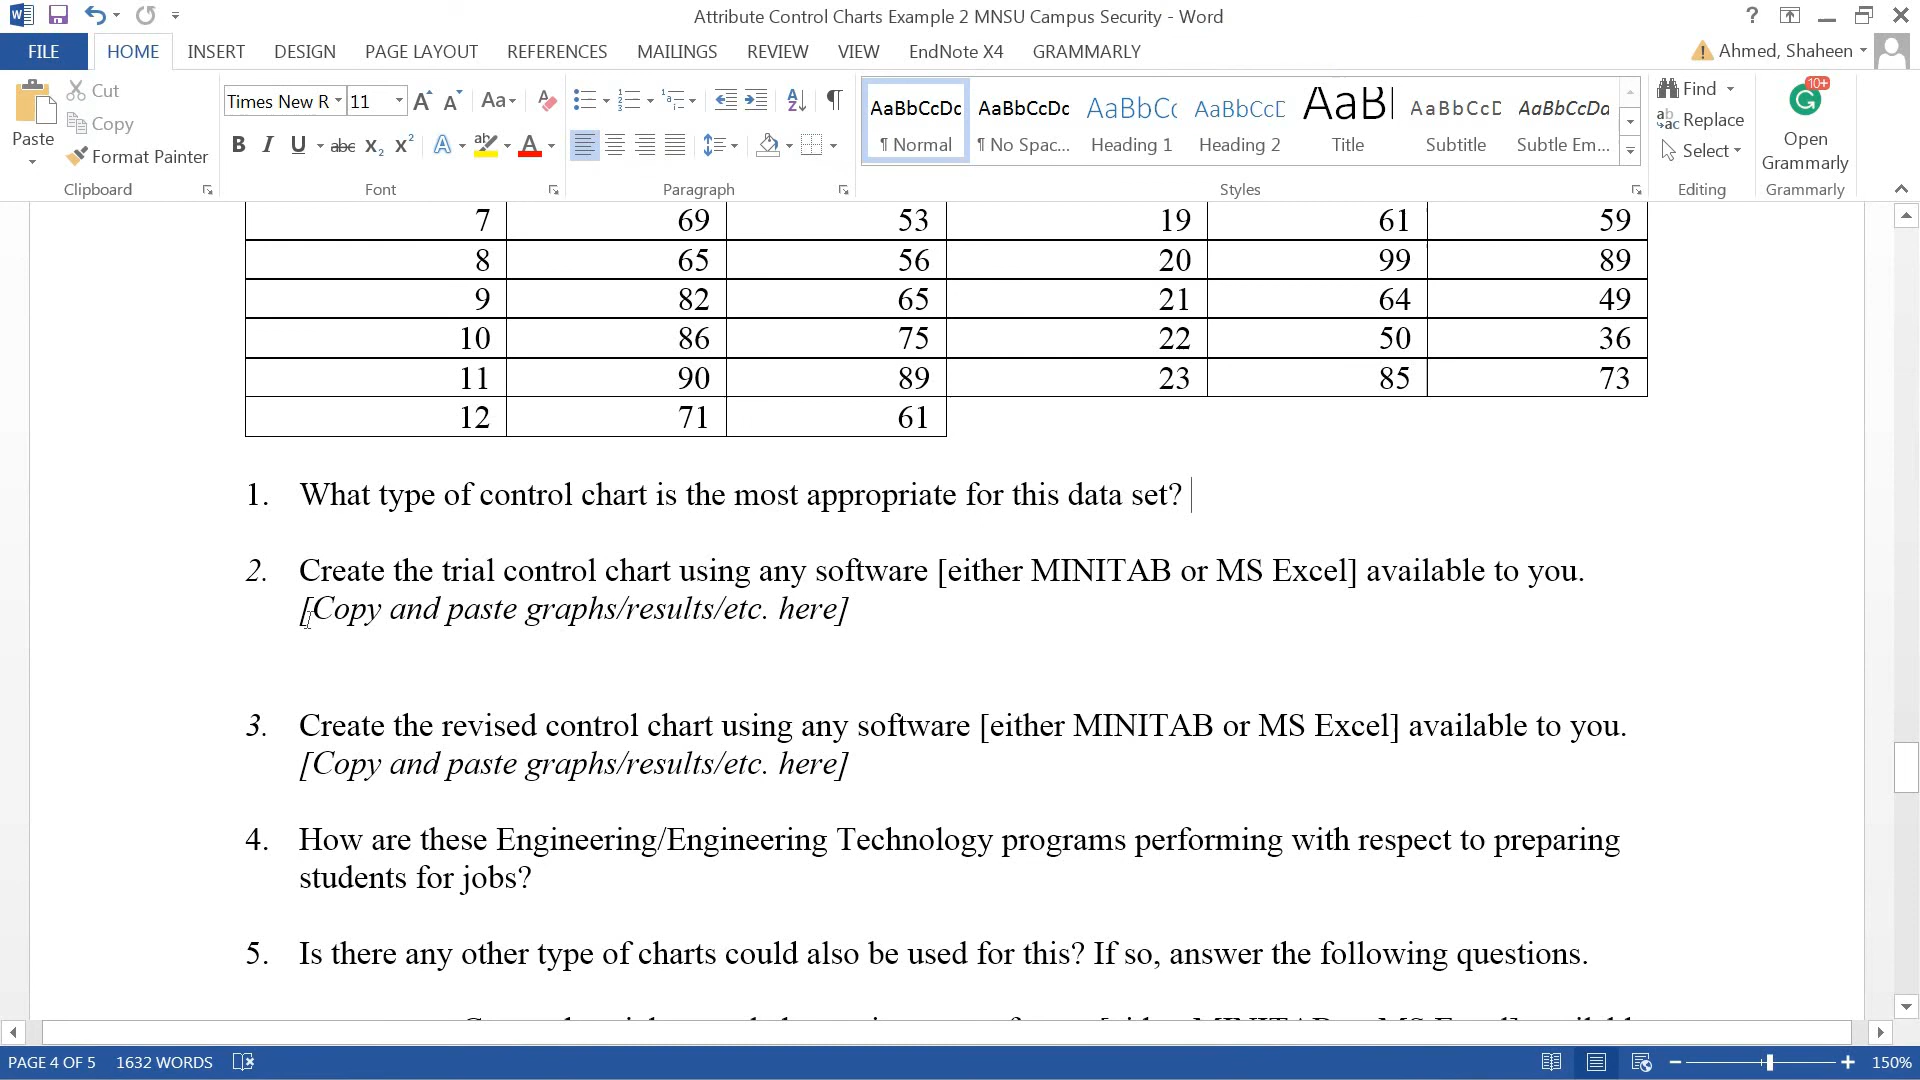 Attribute Control Charts Example 2 MNSU Campus Security - Word
FILE HOME INSERT DESIGN PAGE LAYOUT REFERENCES MAILINGS REVIEW VIEW EndNote X4 GRAMMARLY Ahmed, Shaheen
Paste
Cut
Copy
Format Painter
Clipboard
Times New R 11
Font
Paragraph
AaBbCcDc AaBbCcDc AaBbCc AaBbCcD AaBl AaBbCcD AaBbCcDa
¶ Normal ¶ No Spac... Heading 1 Heading 2 Title Subtitle Subtle Em...
Styles
Find
Replace
Select
Editing
10+
Open
Grammarly
Grammarly
7 69 53 19 61 59
8 65 56 20 99 89
9 82 65 21 64 49
10 86 75 22 50 36
11 90 89 23 85 73
12 71 61
1. What type of control chart is the most appropriate for this data set?
2. Create the trial control chart using any software [either MINITAB or MS Excel] available to you.
[Copy and paste graphs/results/etc. here]
3. Create the revised control chart using any software [either MINITAB or MS Excel] available to you.
[Copy and paste graphs/results/etc. here]
4. How are these Engineering/Engineering Technology programs performing with respect to preparing
students for jobs?
5. Is there any other type of charts could also be used for this? If so, answer the following questions.
PAGE 4 OF 5 1632 WORDS 150%